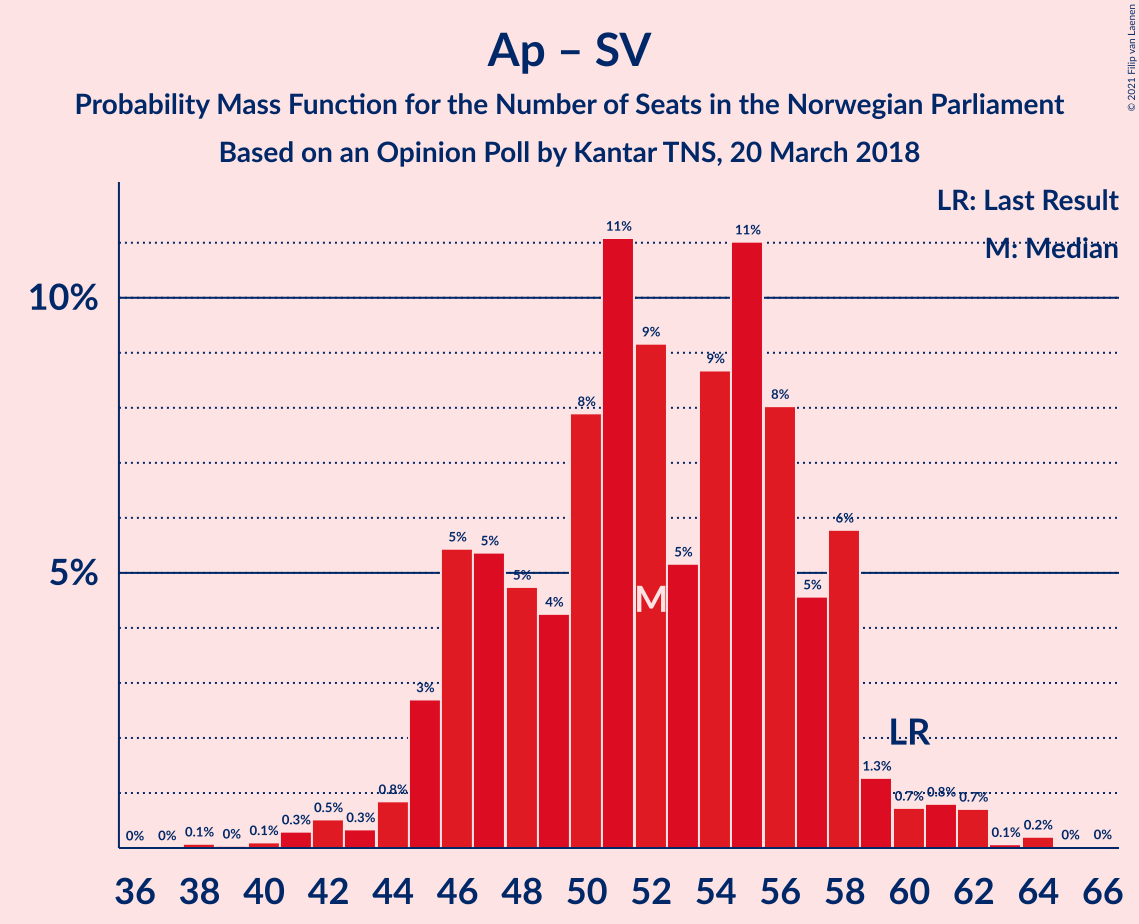 Ap – SV
Probability Mass Function for the Number of Seats in the Norwegian Parliament
Based on an Opinion Poll by Kantar TNS, 20 March 2018
© 2021 Filip van Laenen
LR: Last Result
M: Median
10%
5%
0% 0% 0.1% 0% 0.1% 0.3% 0.5% 0.3% 0.8% 3% 5% 5% 5% 4% 8% 11% 9% 5% 9% 11% 8% 5% 6% 1.3% 0.7% 0.8% 0.7% 0.1% 0.2% 0% 0%
M
LR
36 38 40 42 44 46 48 50 52 54 56 58 60 62 64 66